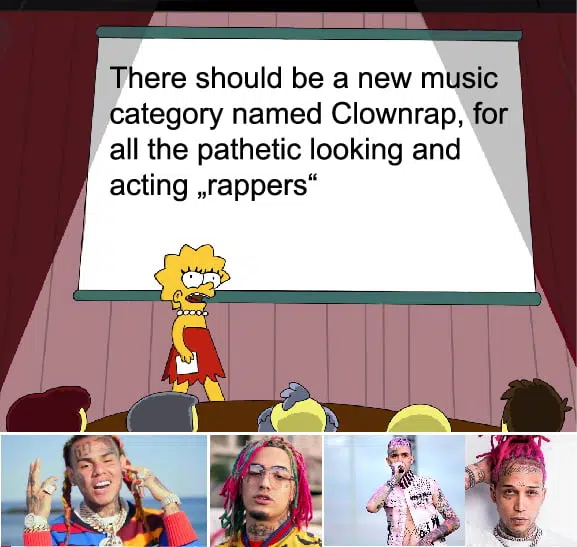 There should be a new music
category named Clownrap, for
all the pathetic looking and
acting „rappers“